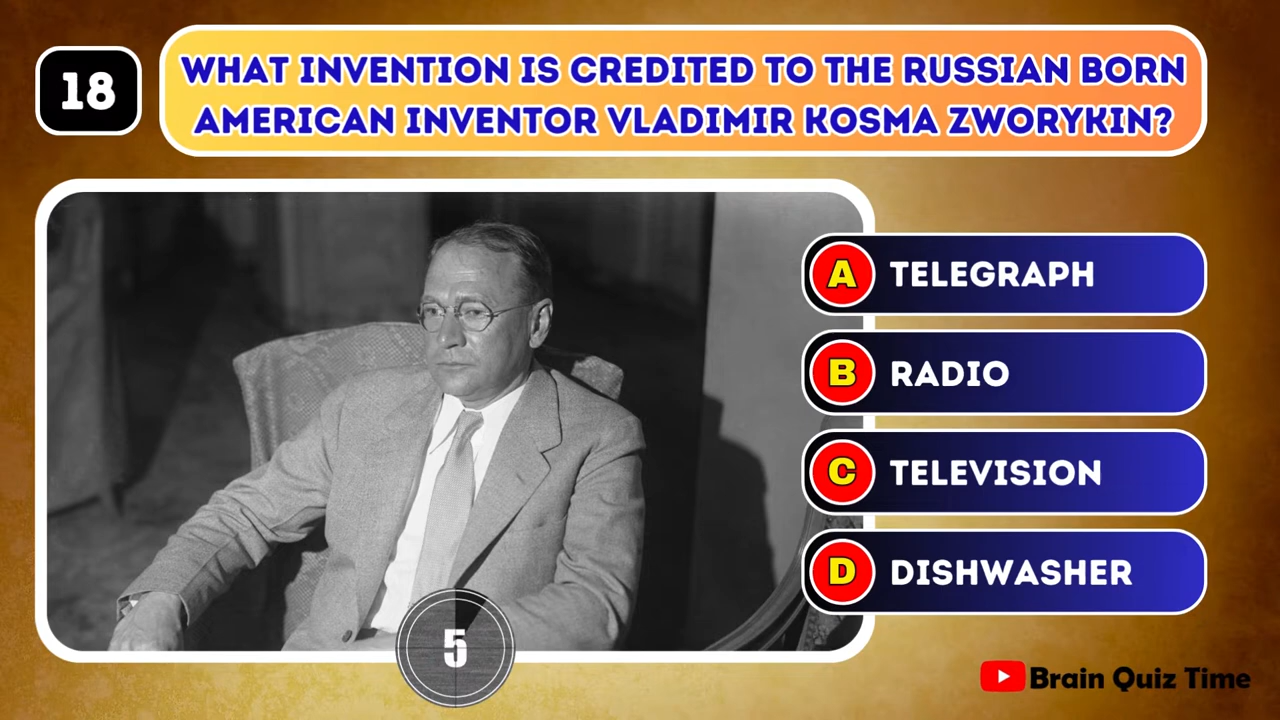 18
WHAT INVENTION IS CREDITED TO THE RUSSIAN BORN
AMERICAN INVENTOR VLADIMIR KOSMA ZWORYKIN?
A TELEGRAPH
B RADIO
C TELEVISION
D DISHWASHER
5
Brain Quiz Time